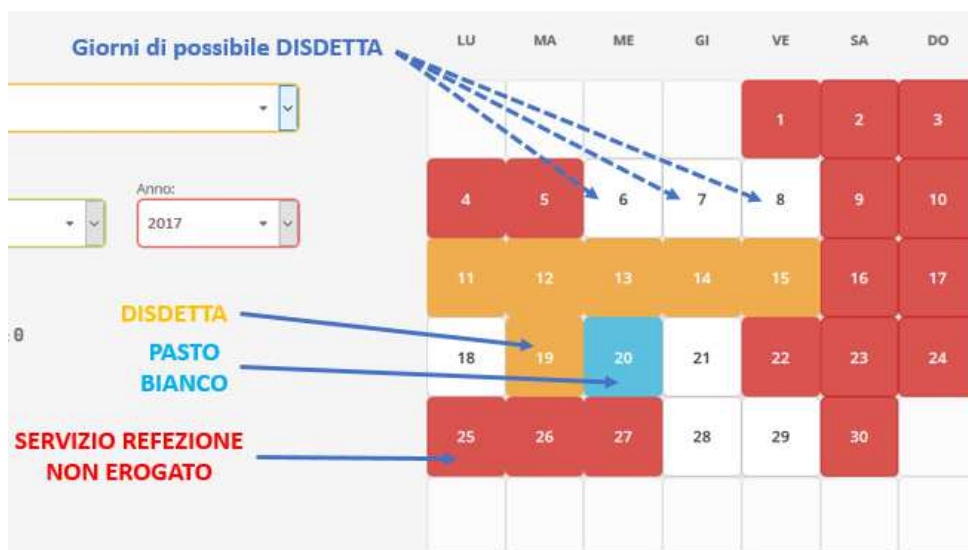 Giorni di possibile DISDETTA
LU MA ME GI VE SA DO
1 2 3
Anno:
2017
4 5 6 7 8 9 10
11 12 13 14 15 16 17
DISDETTA
0
PASTO
BIANCO
18 19 20 21 22 23 24
SERVIZIO REFEZIONE
NON EROGATO
25 26 27 28 29 30